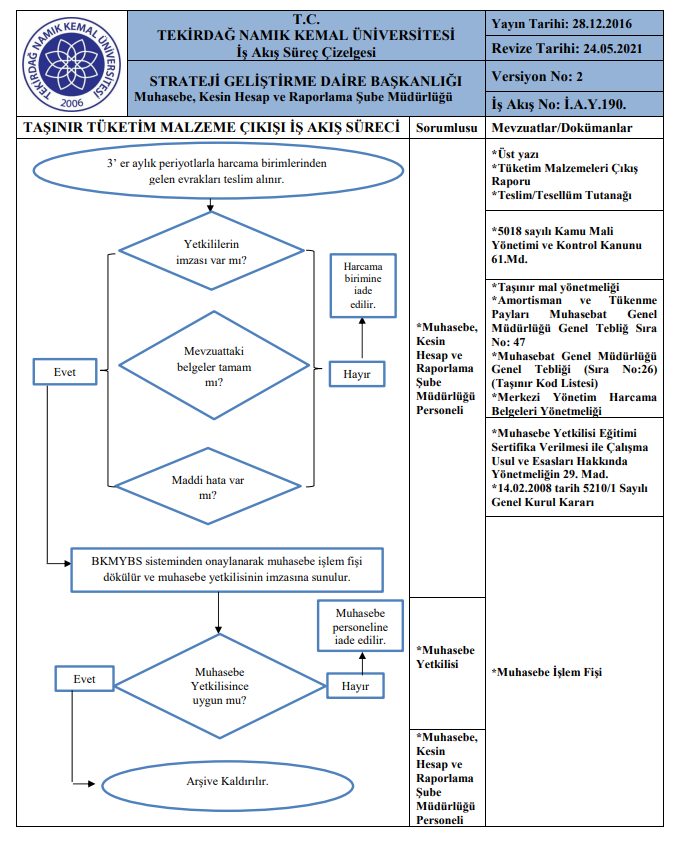 T.C.
TEKİRDAĞ NAMIK KEMAL ÜNİVERSİTESİ
İş Akış Süreç Çizelgesi
TEKİRDAĞ NAMIK KEMAL ÜNİVERSİTESİ
2006
STRATEJİ GELİŞTİRME DAİRE BAŞKANLIĞI
Muhasebe, Kesin Hesap ve Raporlama Şube Müdürlüğü
Yayın Tarihi: 28.12.2016
Revize Tarihi: 24.05.2021
Versiyon No: 2
İş Akış No: İ.A.Y.190.
TAŞINIR TÜKETİM MALZEME ÇIKIŞI İŞ AKIŞ SÜRECİ
Sorumlusu
Mevzuatlar/Dokümanlar
3’ er aylık periyotlarla harcama birimlerinden
gelen evrakları teslim alınır.
Yetkililerin
imzası var mı?
Harcama
birimine
iade
edilir.
Mevzuattaki
belgeler tamam
mı?
Evet
Hayır
Maddi hata var
mı?
BKMYBS sisteminden onaylanarak muhasebe işlem fişi
dökülür ve muhasebe yetkilisinin imzasına sunulur.
Muhasebe
personeline
iade edilir.
Muhasebe
Yetkilisince
uygun mu?
Evet
Hayır
Arşive Kaldırılır.
*Muhasebe,
Kesin
Hesap ve
Raporlama
Şube
Müdürlüğü
Personeli
*Muhasebe
Yetkilisi
*Muhasebe,
Kesin
Hesap ve
Raporlama
Şube
Müdürlüğü
Personeli
*Üst yazı
*Tüketim Malzemeleri Çıkış
Raporu
*Teslim/Tesellüm Tutanağı
*5018 sayılı Kamu Mali
Yönetimi ve Kontrol Kanunu
61.Md.
*Taşınır mal yönetmeliği
*Amortisman ve Tükenme
Payları Muhasebat Genel
Müdürlüğü Genel Tebliğ Sıra
No: 47
*Muhasebat Genel Müdürlüğü
Genel Tebliği (Sıra No:26)
(Taşınır Kod Listesi)
*Merkezi Yönetim Harcama
Belgeleri Yönetmeliği
*Muhasebe Yetkilisi Eğitimi
Sertifika Verilmesi ile Çalışma
Usul ve Esasları Hakkında
Yönetmeliğin 29. Mad.
*14.02.2008 tarih 5210/1 Sayılı
Genel Kurul Kararı
*Muhasebe İşlem Fişi